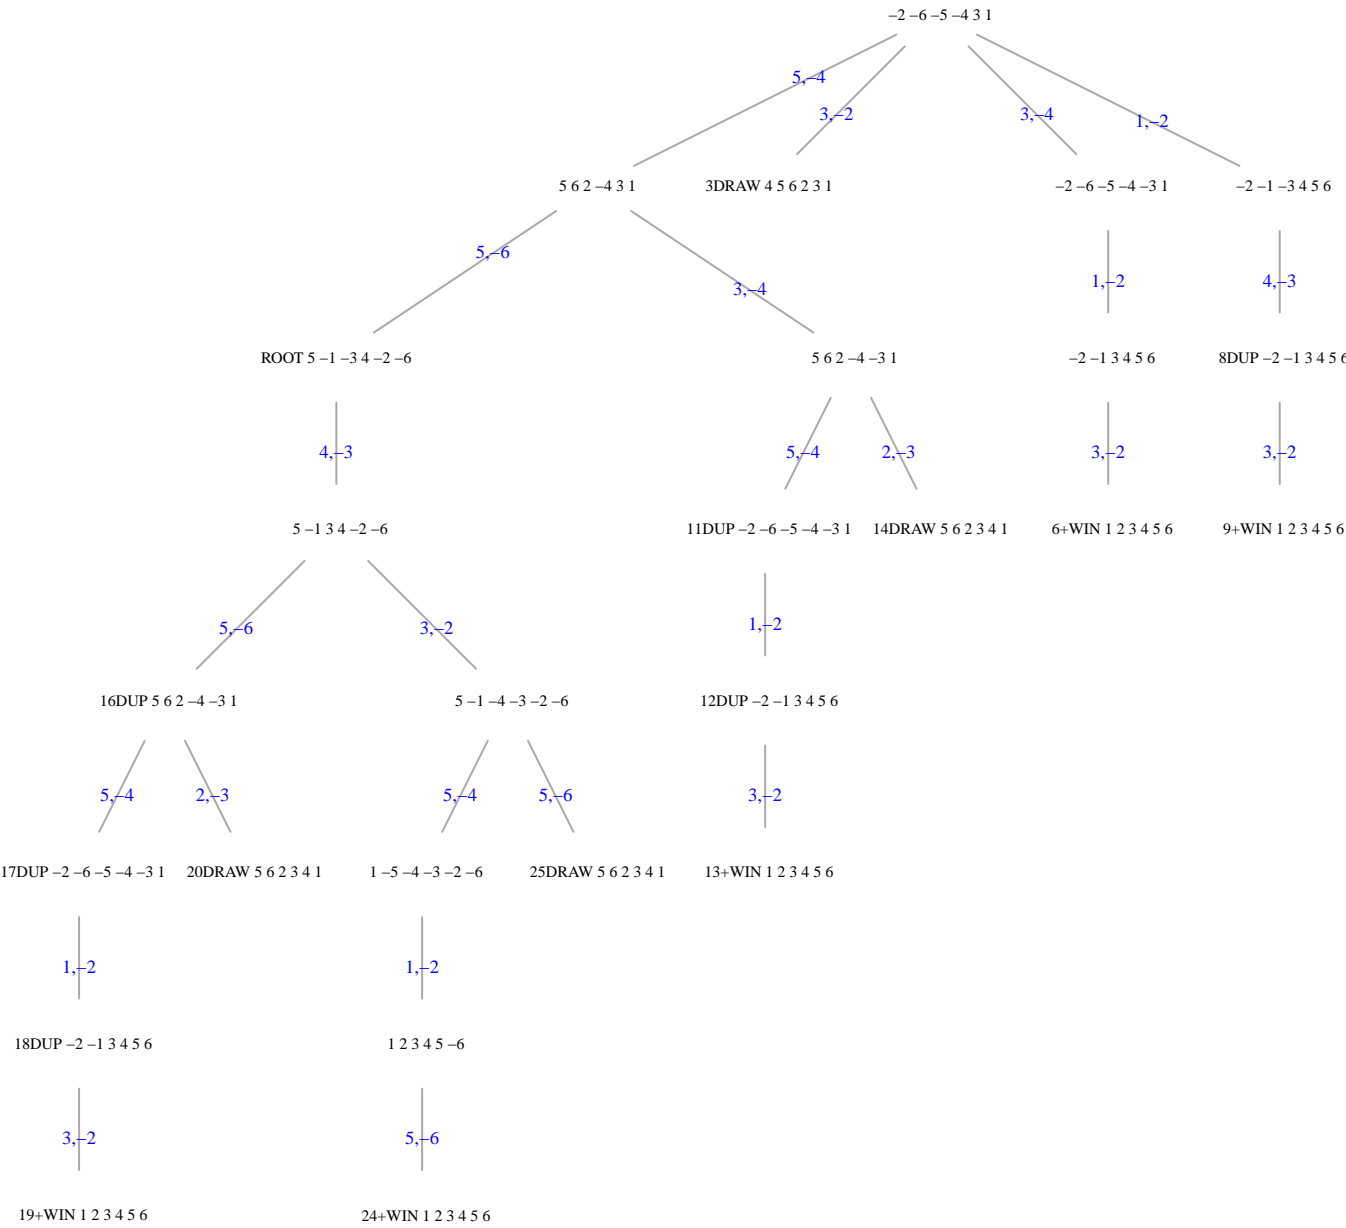 –2 –6 –5 –4 3 1
5,–4
3,–2
3,–4
1,–2
5 6 2 –4 3 1
3DRAW 4 5 6 2 3 1
–2 –6 –5 –4 –3 1
–2 –1 –3 4 5 6
5,–6
3,–4
1,–2
4,–3
ROOT 5 –1 –3 4 –2 –6
5 6 2 –4 –3 1
–2 –1 3 4 5 6
8DUP –2 –1 3 4 5 6
4,–3
5,–4
2,–3
3,–2
3,–2
5 –1 3 4 –2 –6
11DUP –2 –6 –5 –4 –3 1
14DRAW 5 6 2 3 4 1
6+WIN 1 2 3 4 5 6
9+WIN 1 2 3 4 5 6
5,–6
3,–2
1,–2
16DUP 5 6 2 –4 –3 1
5 –1 –4 –3 –2 –6
12DUP –2 –1 3 4 5 6
5,–4
2,–3
5,–4
5,–6
3,–2
17DUP –2 –6 –5 –4 –3 1
20DRAW 5 6 2 3 4 1
1 –5 –4 –3 –2 –6
25DRAW 5 6 2 3 4 1
13+WIN 1 2 3 4 5 6
1,–2
1,–2
18DUP –2 –1 3 4 5 6
1 2 3 4 5 –6
3,–2
5,–6
19+WIN 1 2 3 4 5 6
24+WIN 1 2 3 4 5 6